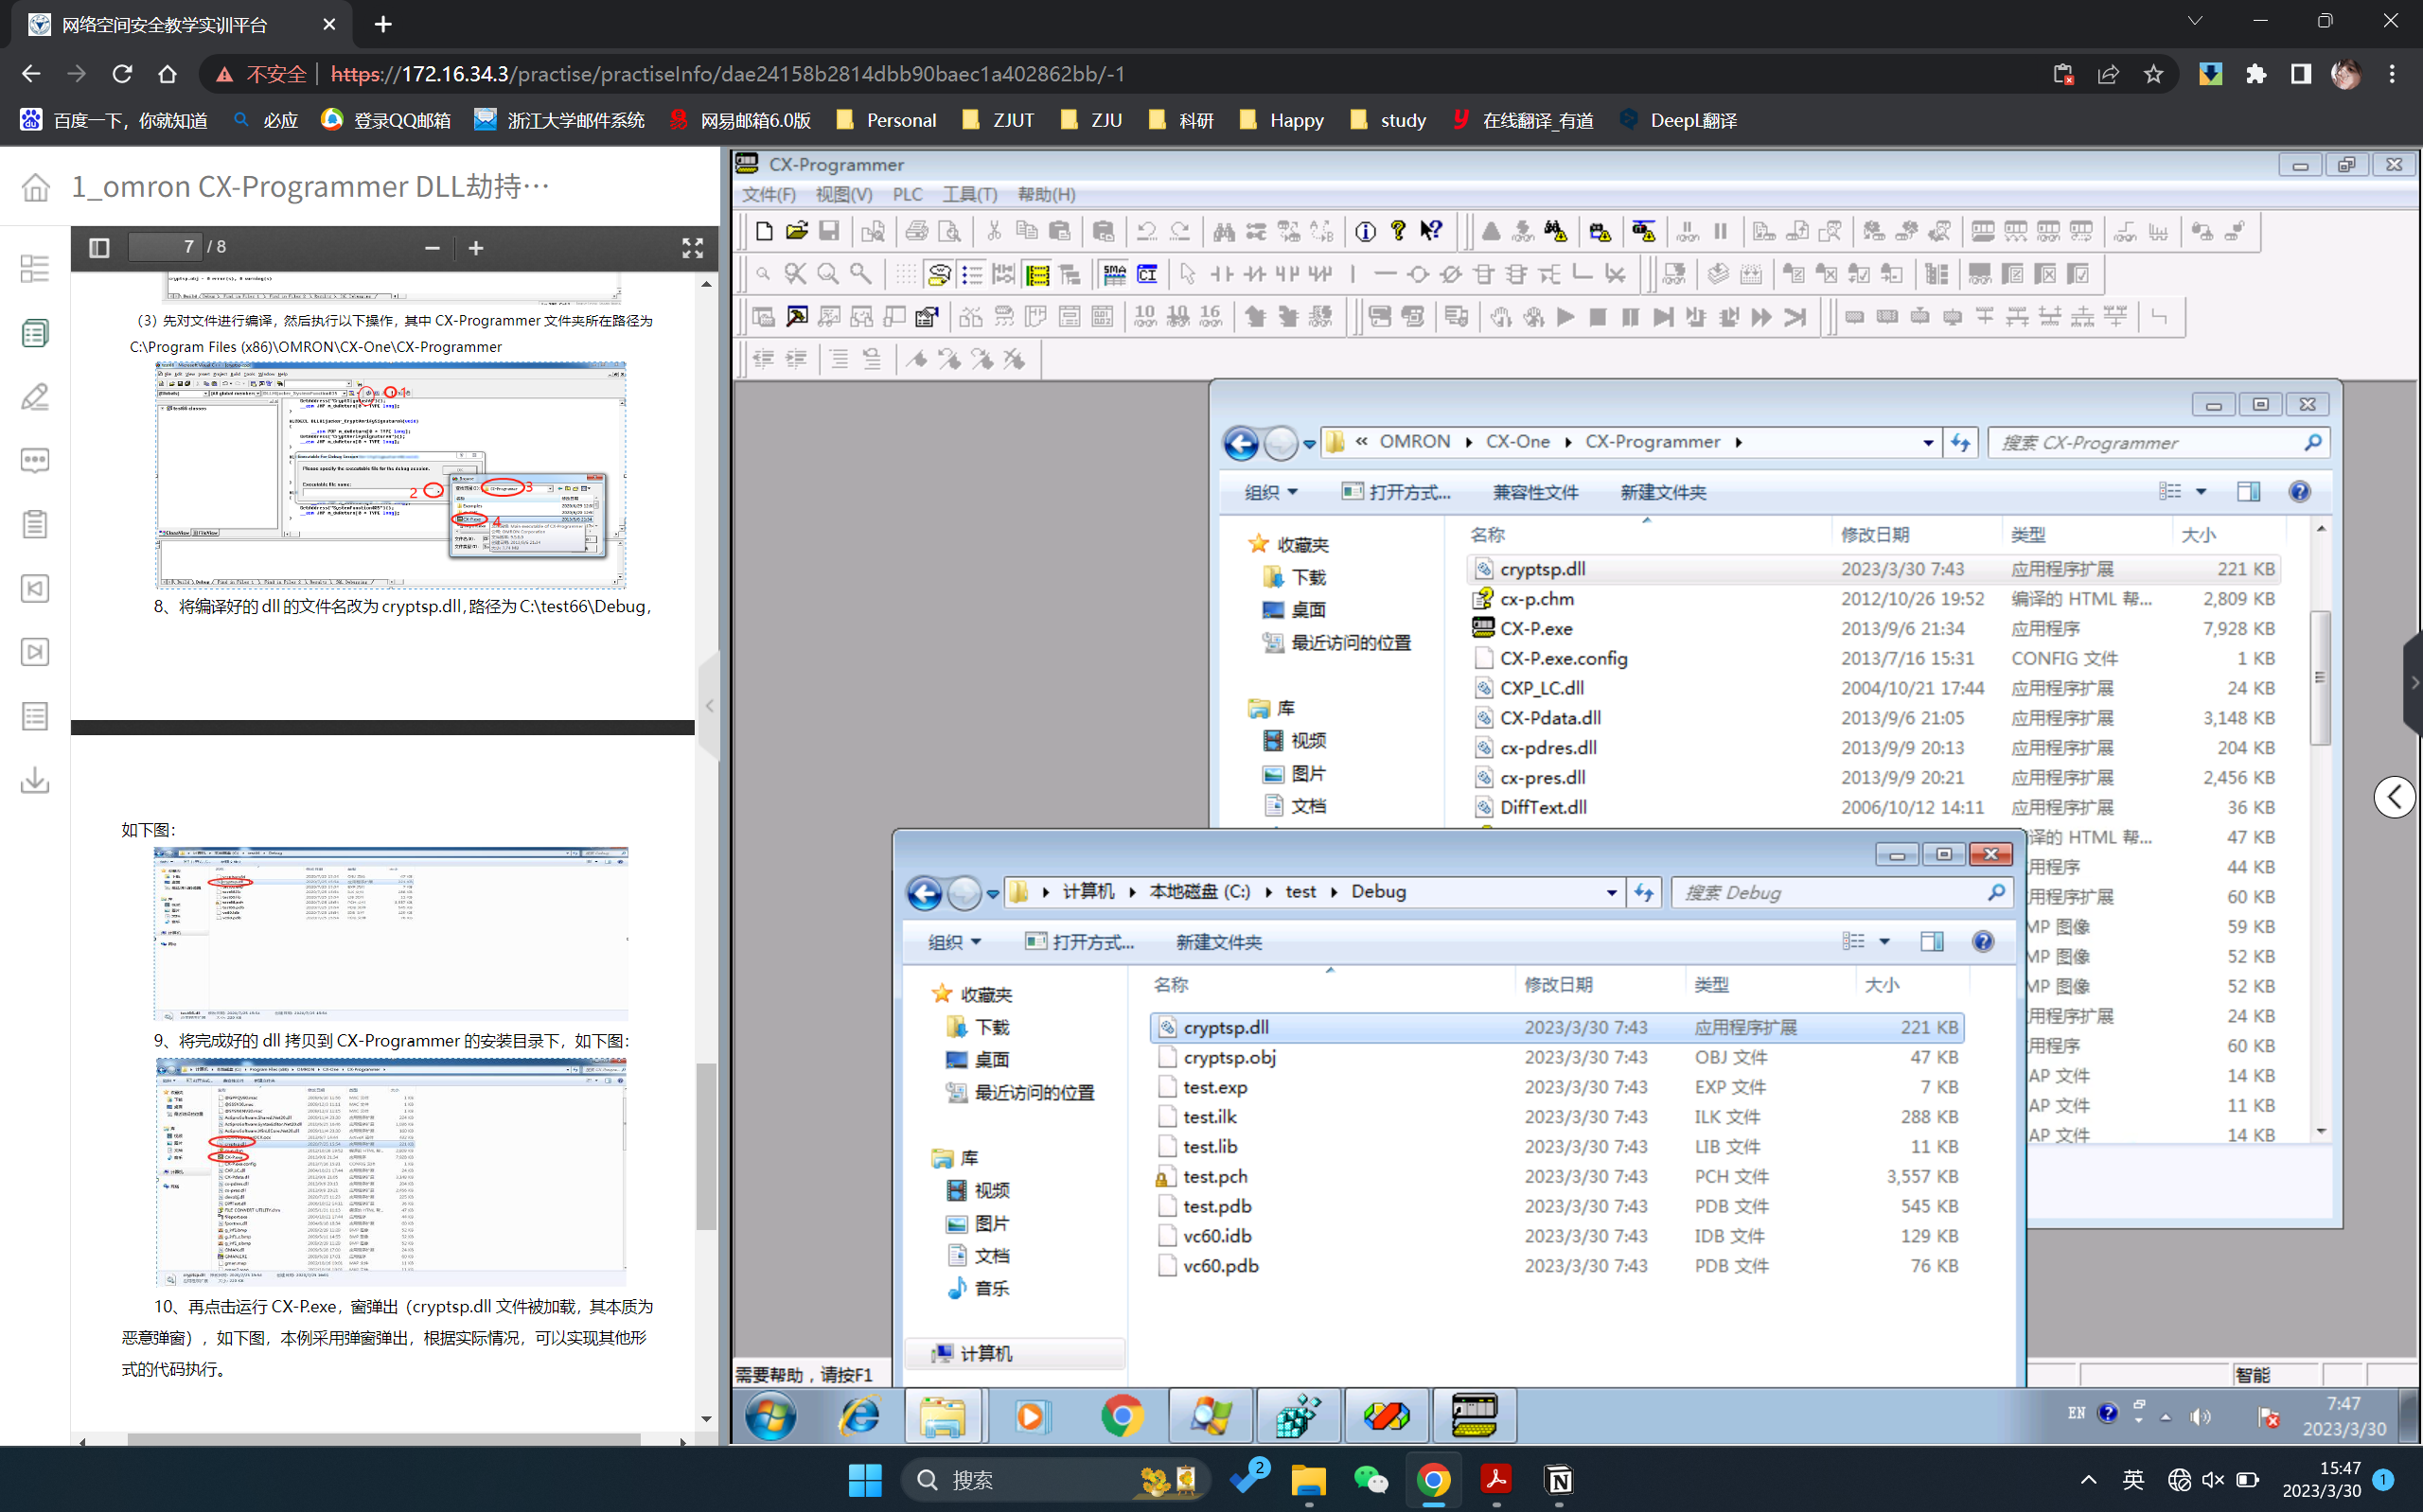 网络空间安全教学实训平台
不安全 | https://172.16.34.3/practise/practiseInfo/dae24158b2814dbb90baec1a402862bb/-1
百度一下，你就知道 必应 登录QQ邮箱 浙江大学邮件系统 网易邮箱6.0版 Personal ZJUT ZJU 科研 Happy study 在线翻译_有道 DeepL翻译
1_omron CX-Programmer DLL劫持…
7 / 8
（3）先对文件进行编译，然后执行以下操作，其中 CX-Programmer 文件夹所在路径为
C:\Program Files (x86)\OMRON\CX-One\CX-Programmer
1
Please specify the executable file for the debug session.
Executable file name:
2 3
4
8、将编译好的 dll 的文件名改为 cryptsp.dll，路径为 C:\test66\Debug，
如下图：
9、将完成好的 dll 拷贝到 CX-Programmer 的安装目录下，如下图：
10、再点击运行 CX-P.exe，窗弹出（cryptsp.dll 文件被加载，其本质为
恶意弹窗），如下图，本例采用弹窗弹出，根据实际情况，可以实现其他形
式的代码执行。
CX-Programmer
文件(F) 视图(V) PLC 工具(T) 帮助(H)
SMA CI
10 10 16
« OMRON CX-One CX-Programmer 搜索 CX-Programmer
组织 打开方式... 兼容性文件 新建文件夹
收藏夹
下载
桌面
最近访问的位置
库
视频
图片
文档
名称 修改日期 类型 大小
cryptsp.dll 2023/3/30 7:43 应用程序扩展 221 KB
cx-p.chm 2012/10/26 19:52 编译的 HTML 帮... 2,809 KB
CX-P.exe 2013/9/6 21:34 应用程序 7,928 KB
CX-P.exe.config 2013/7/16 15:31 CONFIG 文件 1 KB
CXP_LC.dll 2004/10/21 17:44 应用程序扩展 24 KB
CX-Pdata.dll 2013/9/6 21:05 应用程序扩展 3,148 KB
cx-pdres.dll 2013/9/9 20:13 应用程序扩展 204 KB
cx-pres.dll 2013/9/9 20:21 应用程序扩展 2,456 KB
DiffText.dll 2006/10/12 14:11 应用程序扩展 36 KB
译的 HTML 帮... 47 KB
用程序 44 KB
用程序扩展 60 KB
MP 图像 59 KB
MP 图像 52 KB
MP 图像 52 KB
用程序扩展 24 KB
用程序 60 KB
AP 文件 14 KB
AP 文件 11 KB
AP 文件 14 KB
计算机 本地磁盘 (C:) test Debug 搜索 Debug
组织 打开方式... 新建文件夹
收藏夹
下载
桌面
最近访问的位置
库
视频
图片
文档
音乐
计算机
名称 修改日期 类型 大小
cryptsp.dll 2023/3/30 7:43 应用程序扩展 221 KB
cryptsp.obj 2023/3/30 7:43 OBJ 文件 47 KB
test.exp 2023/3/30 7:43 EXP 文件 7 KB
test.ilk 2023/3/30 7:43 ILK 文件 288 KB
test.lib 2023/3/30 7:43 LIB 文件 11 KB
test.pch 2023/3/30 7:43 PCH 文件 3,557 KB
test.pdb 2023/3/30 7:43 PDB 文件 545 KB
vc60.idb 2023/3/30 7:43 IDB 文件 129 KB
vc60.pdb 2023/3/30 7:43 PDB 文件 76 KB
需要帮助，请按F1 智能
EN 7:47
2023/3/30
搜索 2 英 15:47
2023/3/30 1